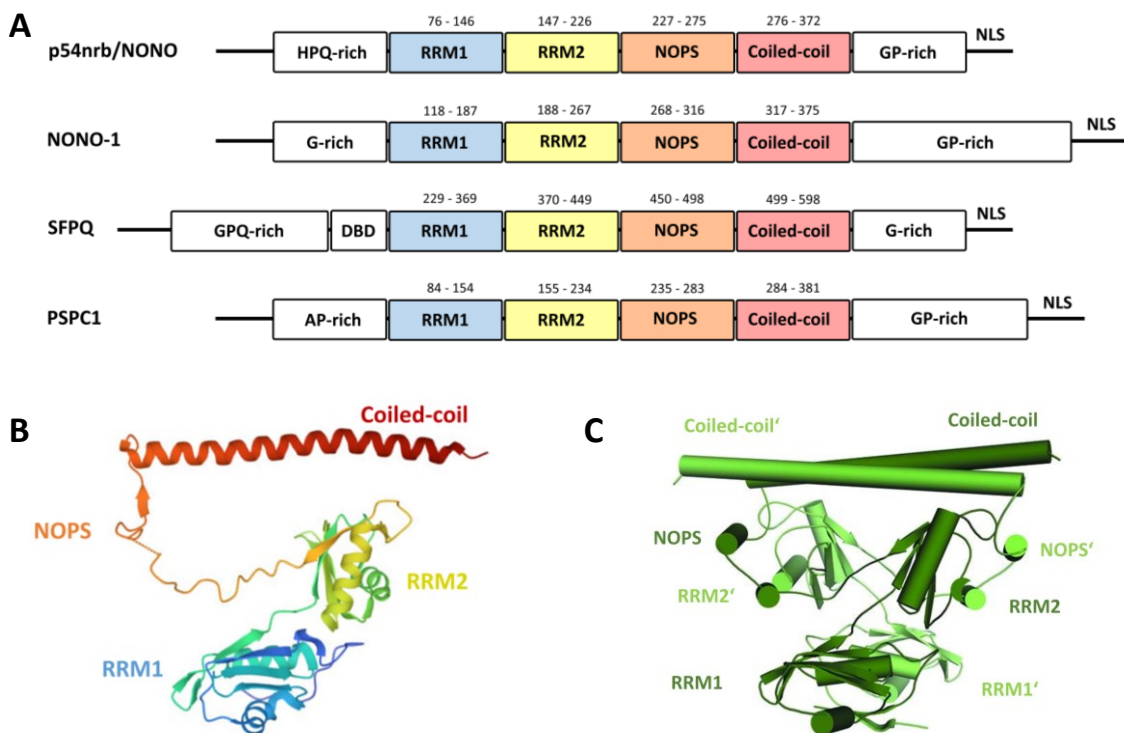 A
p54nrb/NONO
76 - 146 147 - 226 227 - 275 276 - 372
HPQ-rich RRM1 RRM2 NOPS Coiled-coil GP-rich NLS
NONO-1
118 - 187 188 - 267 268 - 316 317 - 375
G-rich RRM1 RRM2 NOPS Coiled-coil GP-rich NLS
SFPQ
229 - 369 370 - 449 450 - 498 499 - 598
GPQ-rich DBD RRM1 RRM2 NOPS Coiled-coil G-rich NLS
PSPC1
84 - 154 155 - 234 235 - 283 284 - 381
AP-rich RRM1 RRM2 NOPS Coiled-coil GP-rich NLS
B
Coiled-coil
NOPS
RRM2
RRM1
C
Coiled-coil‘ Coiled-coil
NOPS NOPS‘
RRM2‘ RRM2
RRM1 RRM1‘